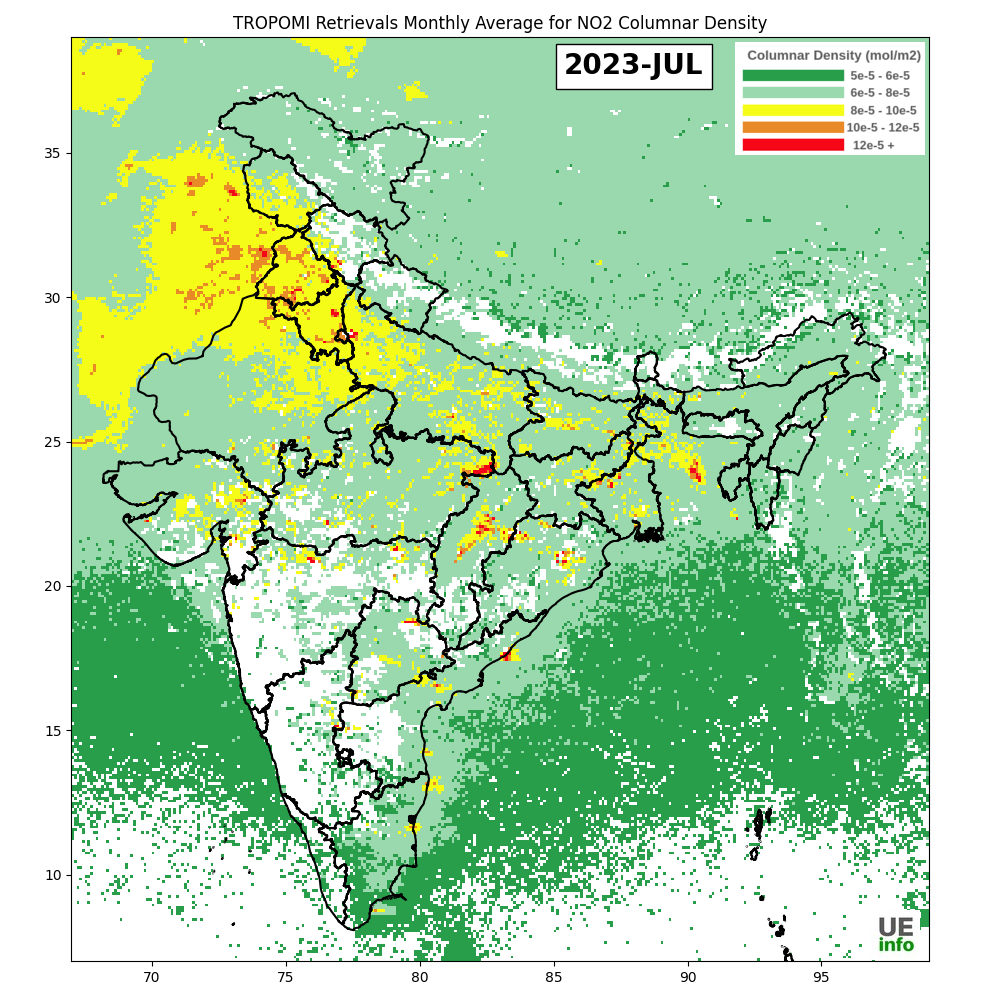 TROPOMI Retrievals Monthly Average for NO2 Columnar Density
2023-JUL
Columnar Density (mol/m2)
5e-5 - 6e-5
6e-5 - 8e-5
8e-5 - 10e-5
10e-5 - 12e-5
12e-5 +
35
30
25
20
15
10
UE
info
70 75 80 85 90 95